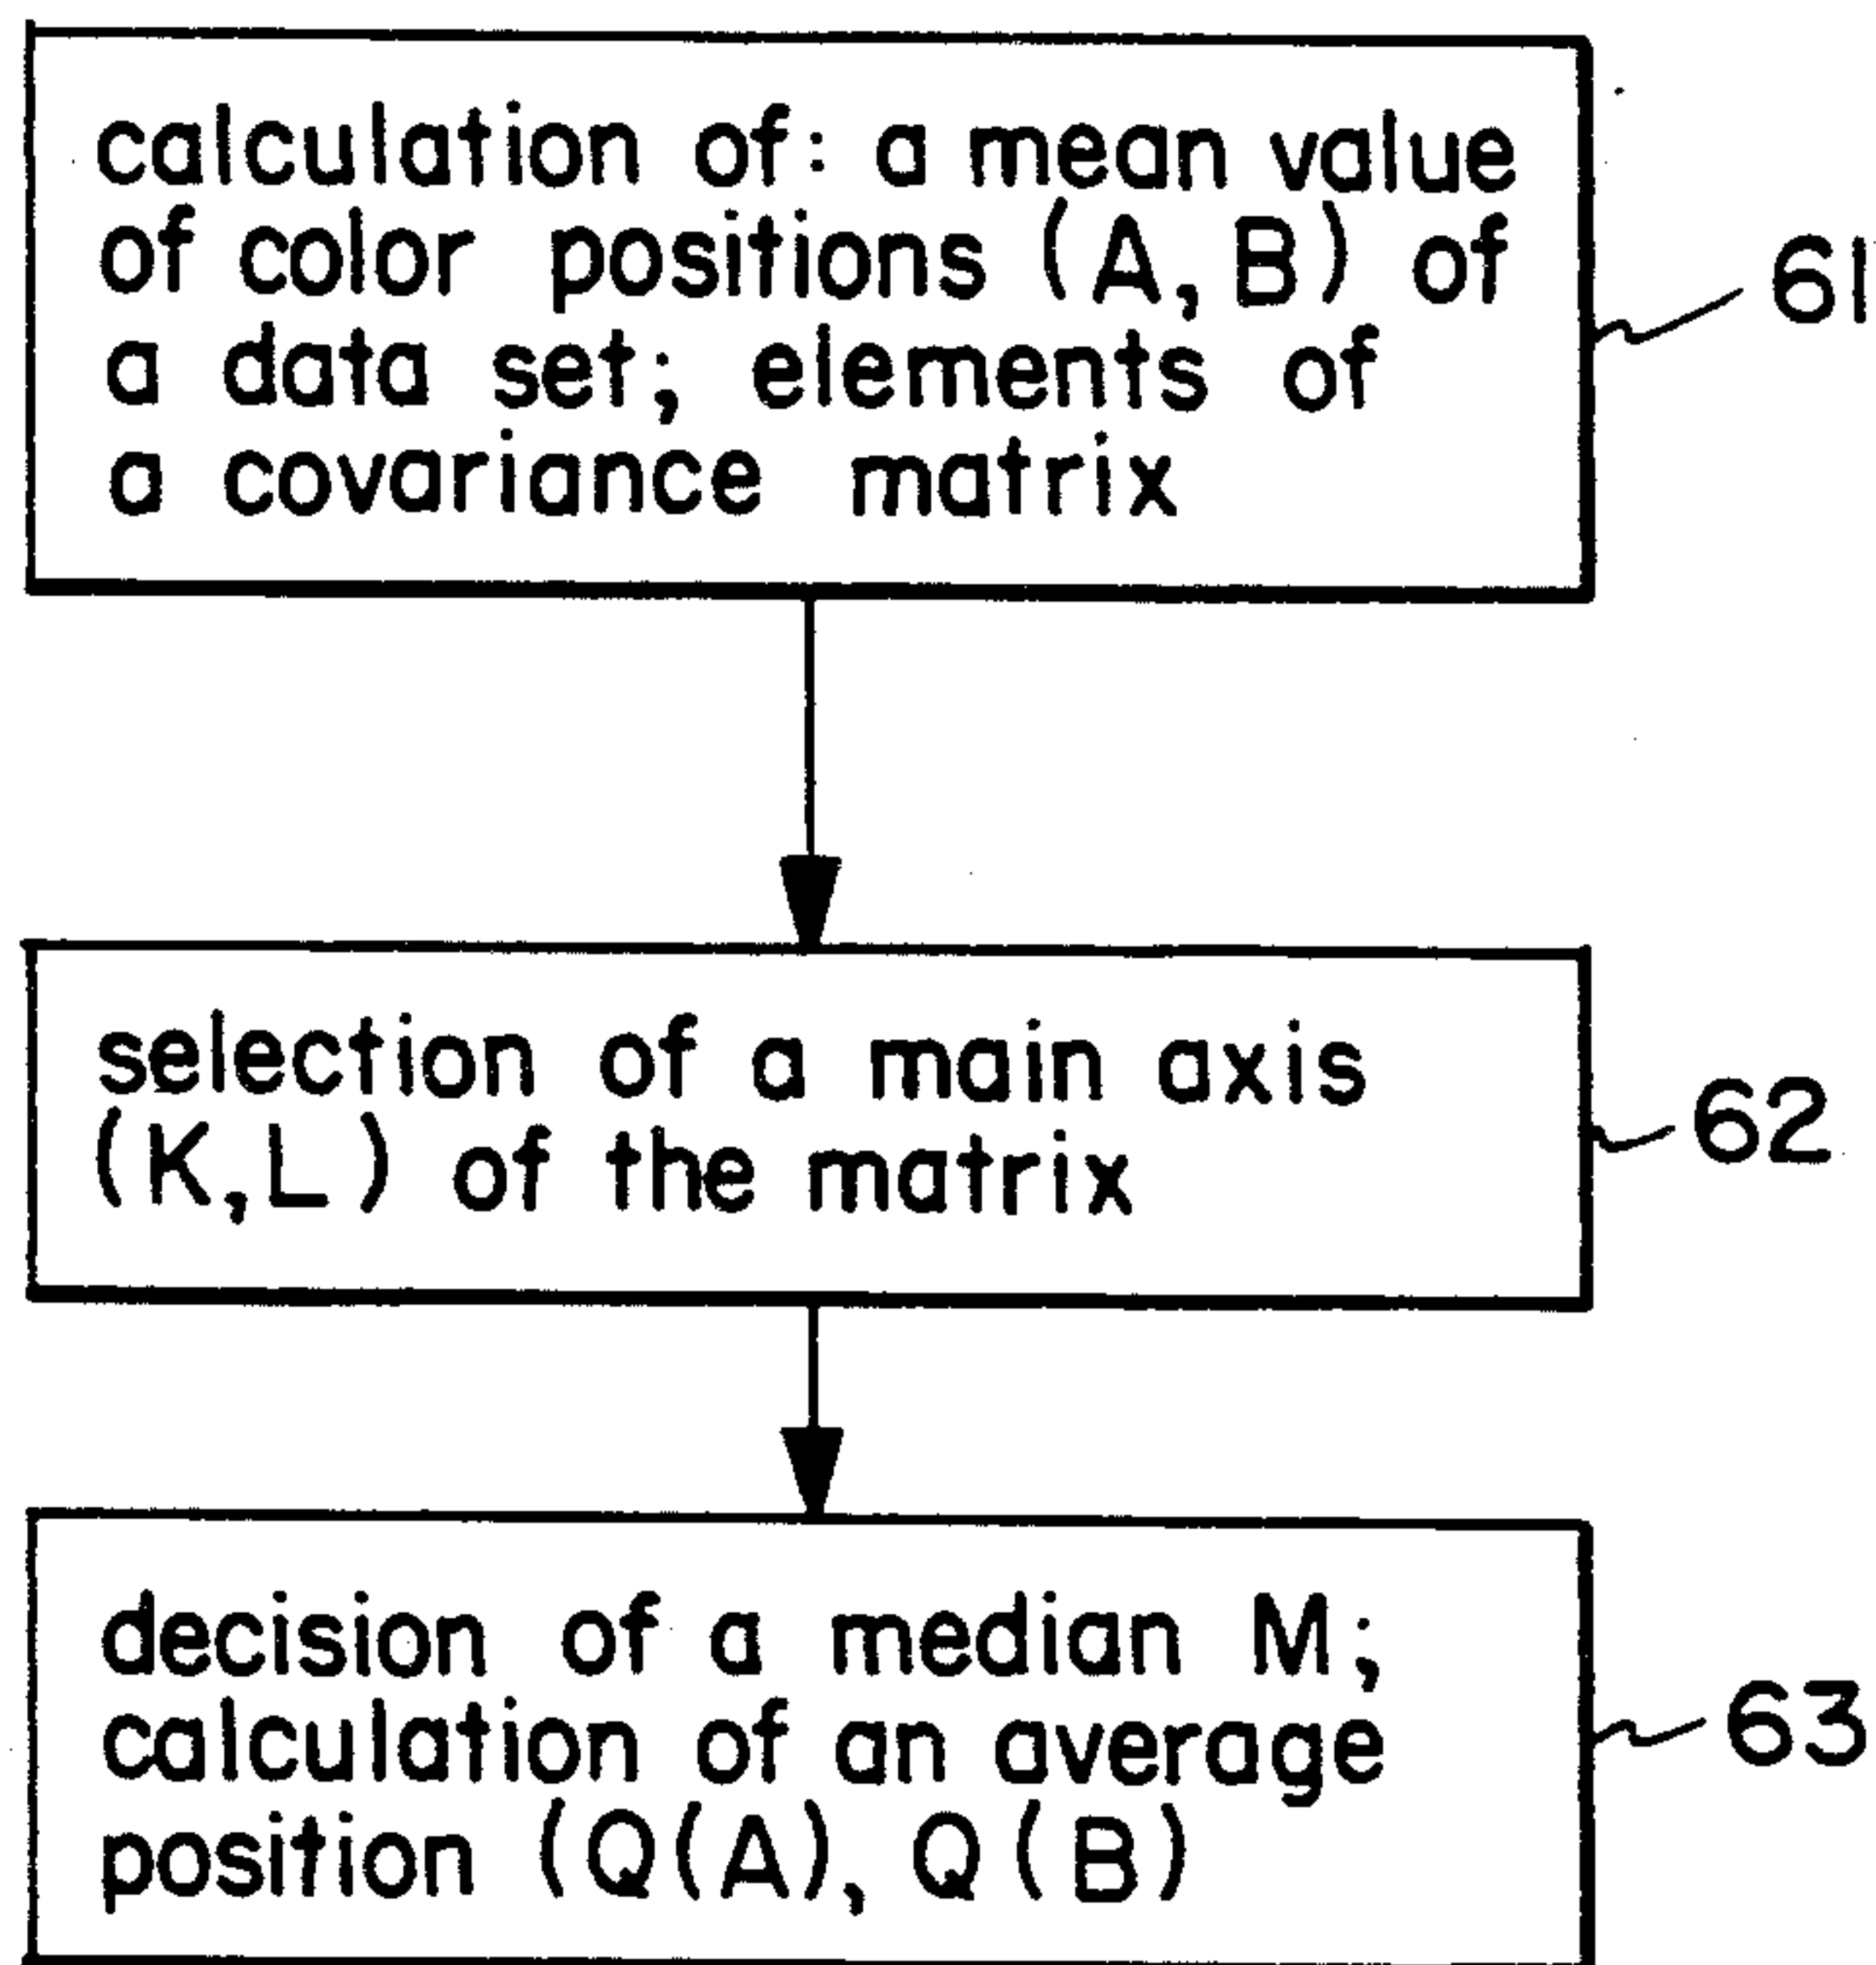 calculation of: a mean value
of color positions (A,B) of
a data set; elements of
a covariance matrix
61
selection of a main axis
(K,L) of the matrix
62
decision of a median M;
calculation of an average
position (Q(A), Q(B)
63